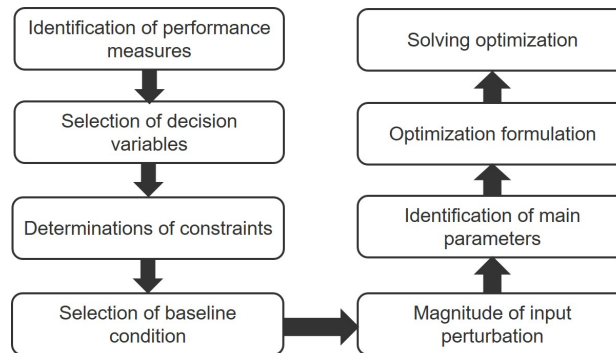 Identification of performance
measures
Selection of decision
variables
Determinations of constraints
Selection of baseline
condition
Magnitude of input
perturbation
Identification of main
parameters
Optimization formulation
Solving optimization